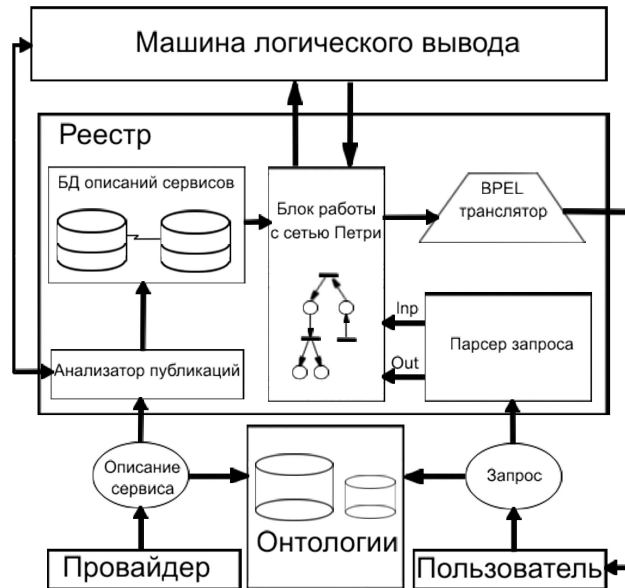 Машина логического вывода
Реестр
БД описаний сервисов
Блок работы
с сетью Петри
BPEL
транслятор
Inp
Out
Парсер запроса
Анализатор публикаций
Описание
сервиса
Запрос
Онтологии
Провайдер
Пользователь